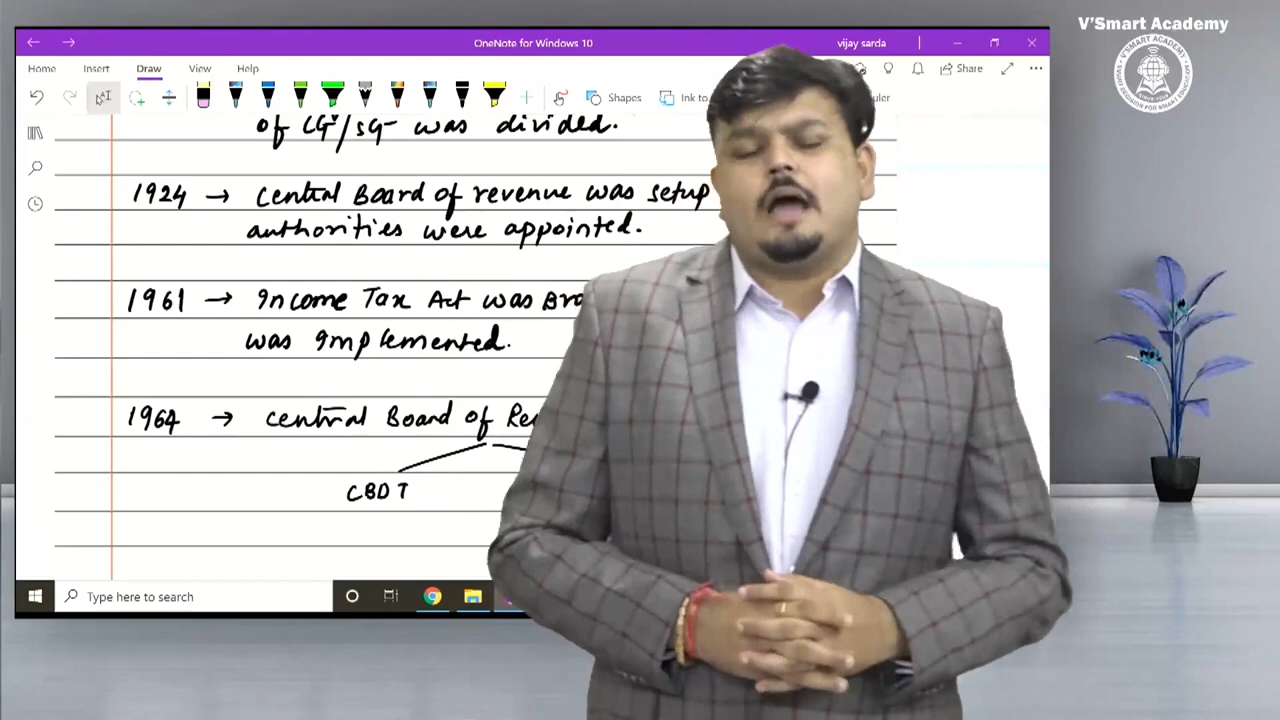 V'Smart Academy
OneNote for Windows 10
vijay sarda
Home Insert Draw View Help
Share
Shapes
Ink to
of CG/SG was divided.
1924 → Central Board of revenue was setup
authorities were appointed.
1961 → Income Tax Act was
was Implemented.
1964 → Central Board of
CBDT
Type here to search